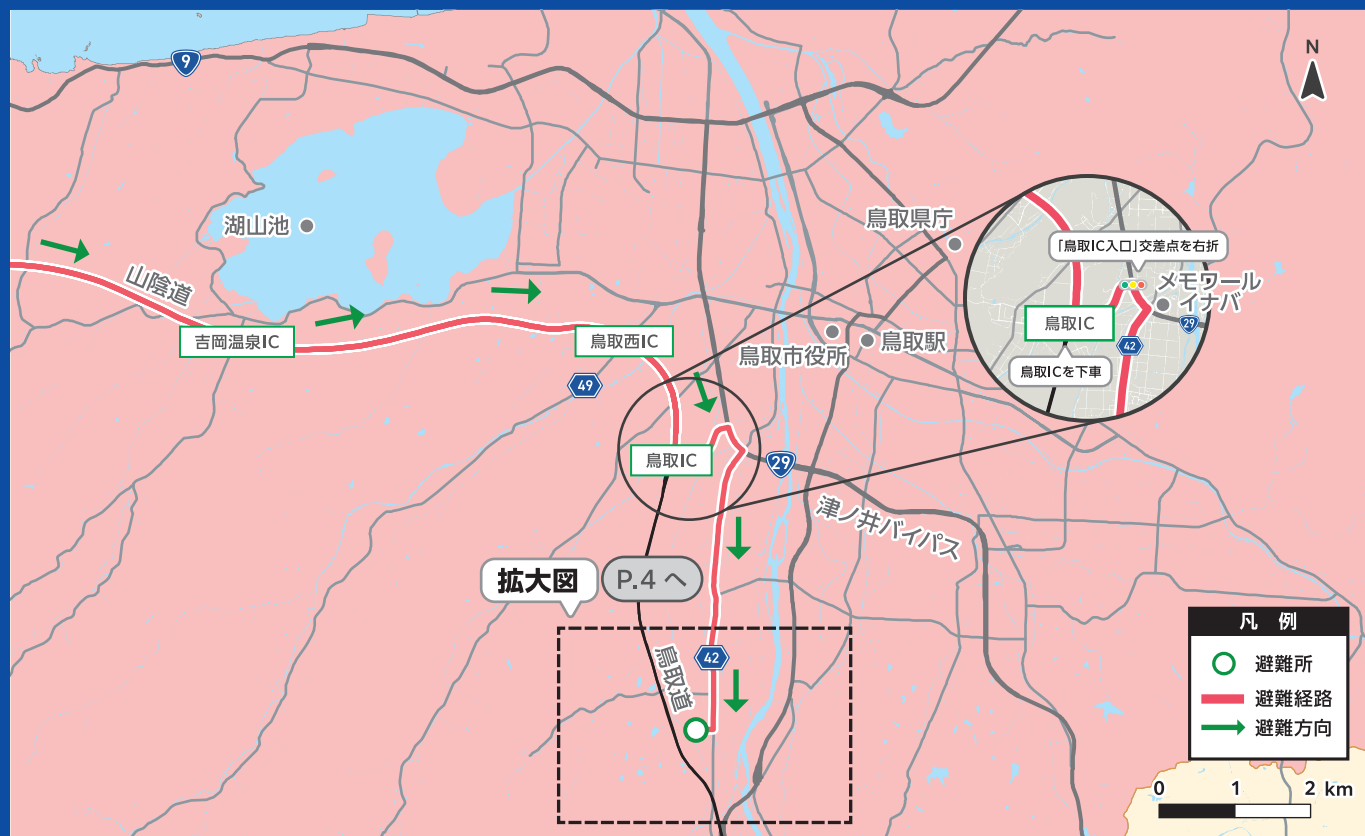 9
N
鳥取県庁
湖山池
「鳥取IC入口」交差点を右折
メモワール
イナバ
山陰道
鳥取IC
29
42
吉岡温泉IC
鳥取西IC
鳥取市役所
鳥取駅
鳥取ICを下車
49
鳥取IC
29
津ノ井バイパス
拡大図
P.4 へ
凡 例
避難所
避難経路
避難方向
42
鳥取道
0 1 2 km